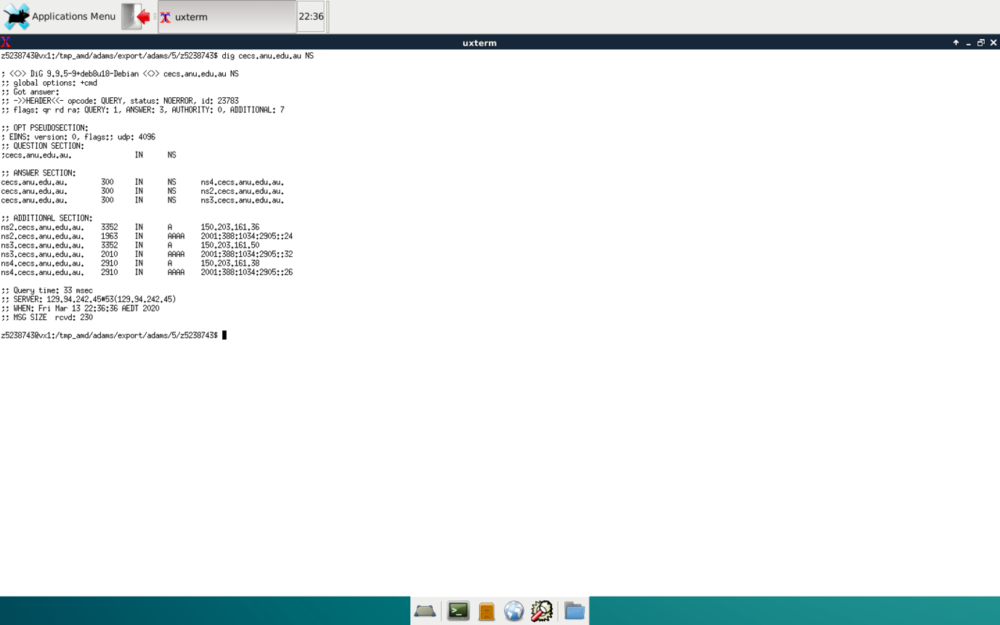 Applications Menu uxterm 22:36
uxterm
z5238743@vx1:/tmp_amd/adams/export/adams/5/z5238743$ dig cecs.anu.edu.au NS
; <<>> DiG 9.9.5-9+deb8u18-Debian <<>> cecs.anu.edu.au NS
;; global options: +cmd
;; Got answer:
;; ->>HEADER<<- opcode: QUERY, status: NOERROR, id: 23783
;; flags: qr rd ra; QUERY: 1, ANSWER: 3, AUTHORITY: 0, ADDITIONAL: 7
;; OPT PSEUDOSECTION:
; EDNS: version: 0, flags:; udp: 4096
;; QUESTION SECTION:
;cecs.anu.edu.au. IN NS
;; ANSWER SECTION:
cecs.anu.edu.au. 300 IN NS ns4.cecs.anu.edu.au.
cecs.anu.edu.au. 300 IN NS ns2.cecs.anu.edu.au.
cecs.anu.edu.au. 300 IN NS ns3.cecs.anu.edu.au.
;; ADDITIONAL SECTION:
ns2.cecs.anu.edu.au. 3352 IN A 150.203.161.36
ns2.cecs.anu.edu.au. 1963 IN AAAA 2001:388:1034:2905::24
ns3.cecs.anu.edu.au. 3352 IN A 150.203.161.50
ns3.cecs.anu.edu.au. 2010 IN AAAA 2001:388:1034:2905::32
ns4.cecs.anu.edu.au. 2910 IN A 150.203.161.38
ns4.cecs.anu.edu.au. 2910 IN AAAA 2001:388:1034:2905::26
;; Query time: 33 msec
;; SERVER: 129.94.242.45#53(129.94.242.45)
;; WHEN: Fri Mar 13 22:36:36 AEDT 2020
;; MSG SIZE rcvd: 230
z5238743@vx1:/tmp_amd/adams/export/adams/5/z5238743$